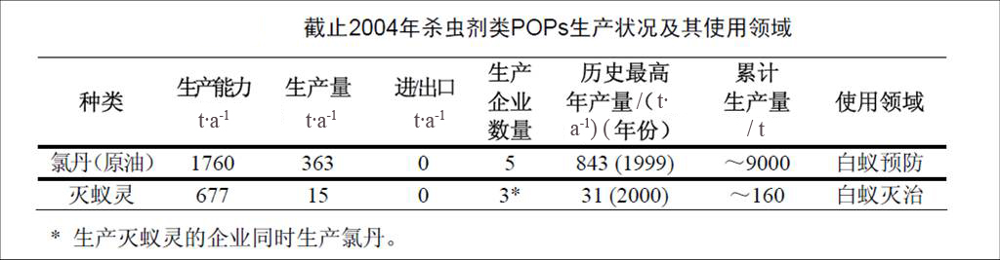 截止2004年杀虫剂类POPs生产状况及其使用领域
种类 生产能力 t·a-1 生产量 t·a-1 进/出口 t·a-1 生产企业数量 历史最高年产量/(t·a-1)(年份) 累计生产量/t 使用领域
氯丹(原油) 1760 363 0 5 843 (1999) ～9000 白蚁预防
灭蚁灵 677 15 0 3* 31 (2000) ～160 白蚁灭治
* 生产灭蚁灵的企业同时生产氯丹。